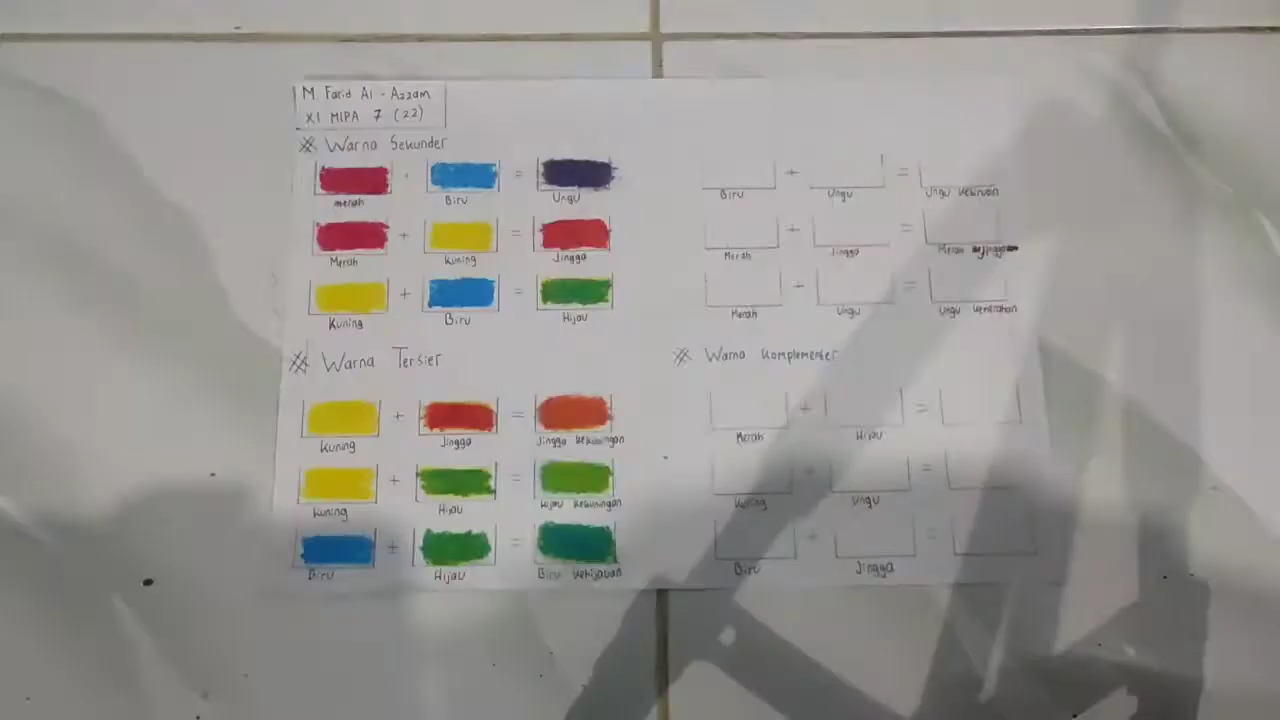 M. Farid Al - Azzam
XI MIPA 7 (22)
Warna Sekunder
+ =
merah Biru Ungu
+ =
Merah Kuning Jingga
+ =
Kuning Biru Hijau
Warna Tersier
+ =
Kuning Jingga Jingga kekuningan
+ =
Kuning Hijau Hijau kekuningan
+ =
Biru Hijau Biru kehijauan
+ =
Biru Ungu Ungu kebiruan
+ =
Merah Jingga Merah
+ =
Merah Ungu Ungu kemerahan
Warna Komplementer
+ =
Merah Hijau
+ =
Kuning Ungu
+ =
Biru Jingga